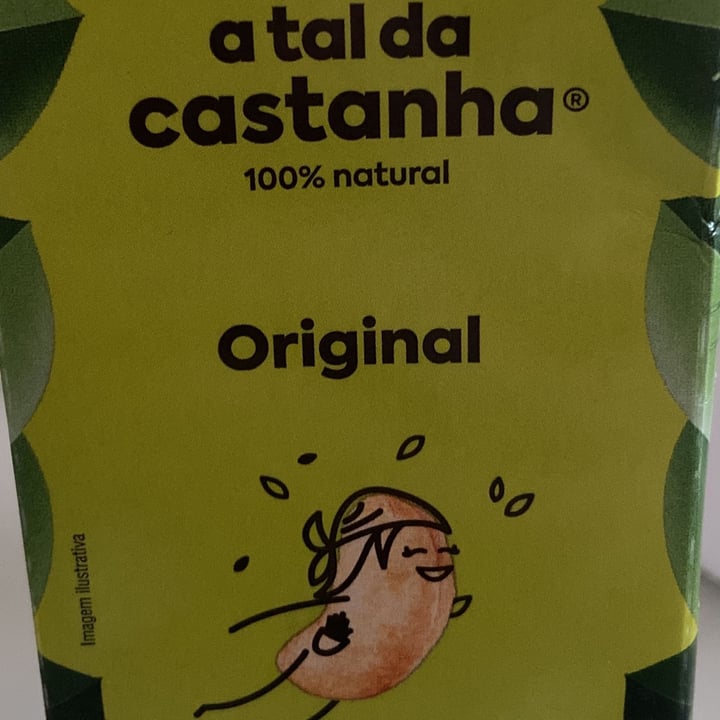 a tal da
castanha®
100% natural
Original
Imagem ilustrativa